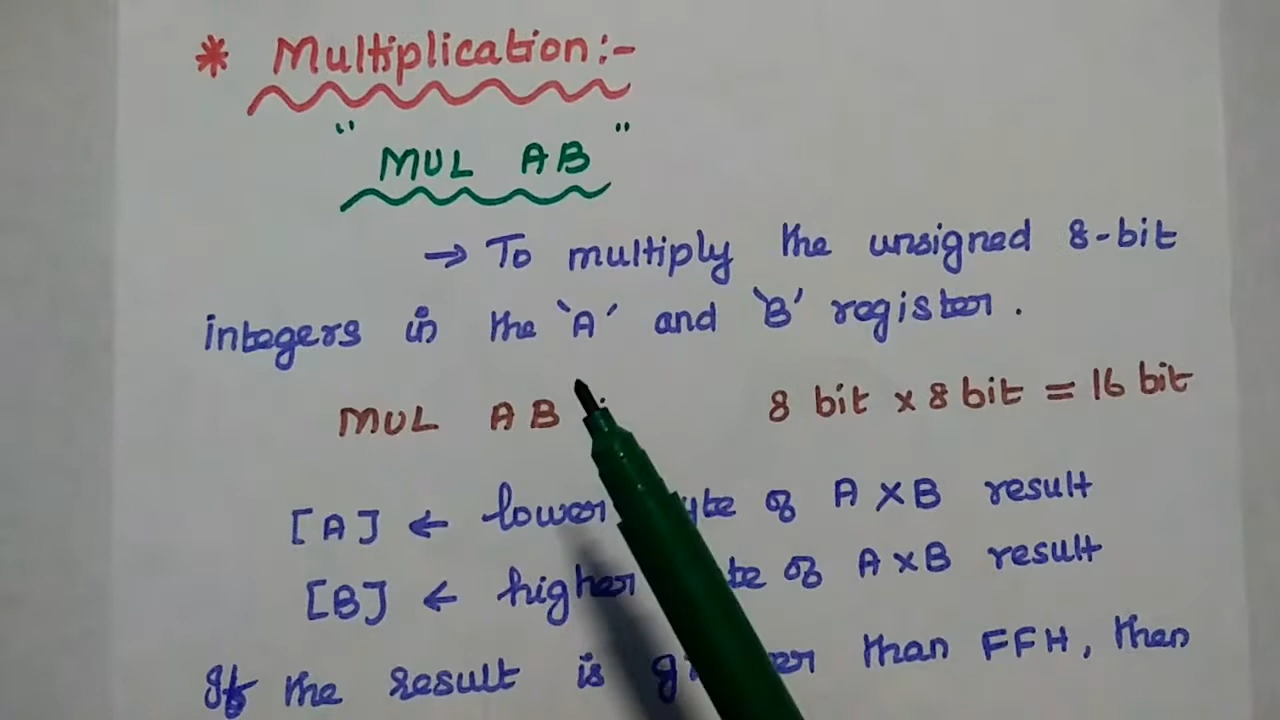 * Multiplication:-
"MUL AB"
→ To multiply the unsigned 8-bit
integers in the 'A' and 'B' register.
MUL AB 8 bit × 8 bit = 16 bit
[A] ← lower of A × B result
[B] ← higher of A × B result
If the result is than FFH, then